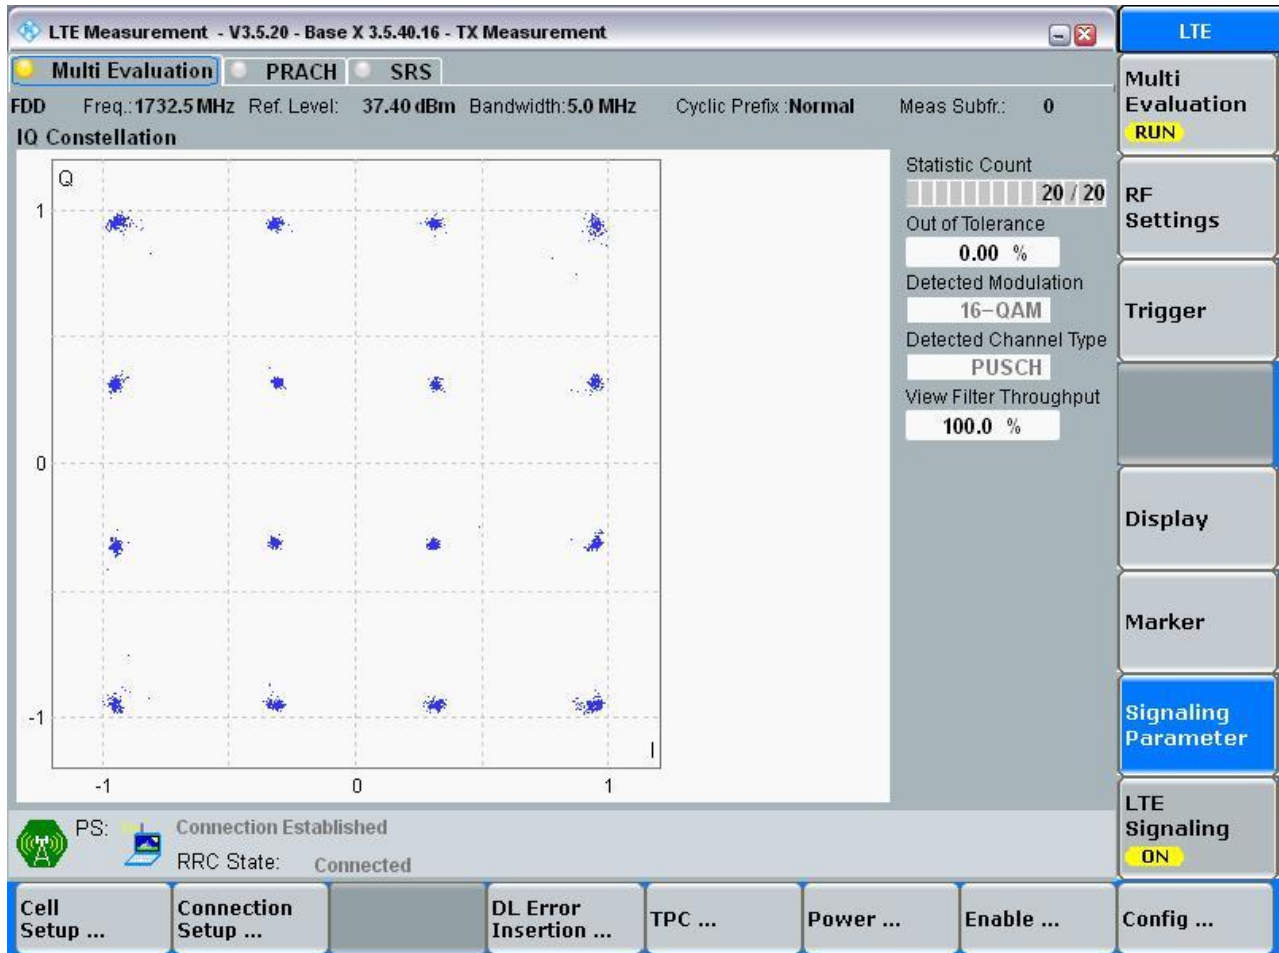 LTE Measurement - V3.5.20 - Base X 3.5.40.16 - TX Measurement
LTE
Multi Evaluation PRACH SRS
FDD Freq.: 1732.5 MHz Ref. Level: 37.40 dBm Bandwidth: 5.0 MHz Cyclic Prefix : Normal Meas Subfr.: 0
IQ Constellation
Q
1
0
-1
I
-1 0 1
Statistic Count
20 / 20
Out of Tolerance
0.00 %
Detected Modulation
16-QAM
Detected Channel Type
PUSCH
View Filter Throughput
100.0 %
Multi
Evaluation
RUN
RF
Settings
Trigger
Display
Marker
Signaling
Parameter
LTE
Signaling
ON
PS: Connection Established
RRC State: Connected
Cell
Setup ...
Connection
Setup ...
DL Error
Insertion ...
TPC ...
Power ...
Enable ...
Config ...